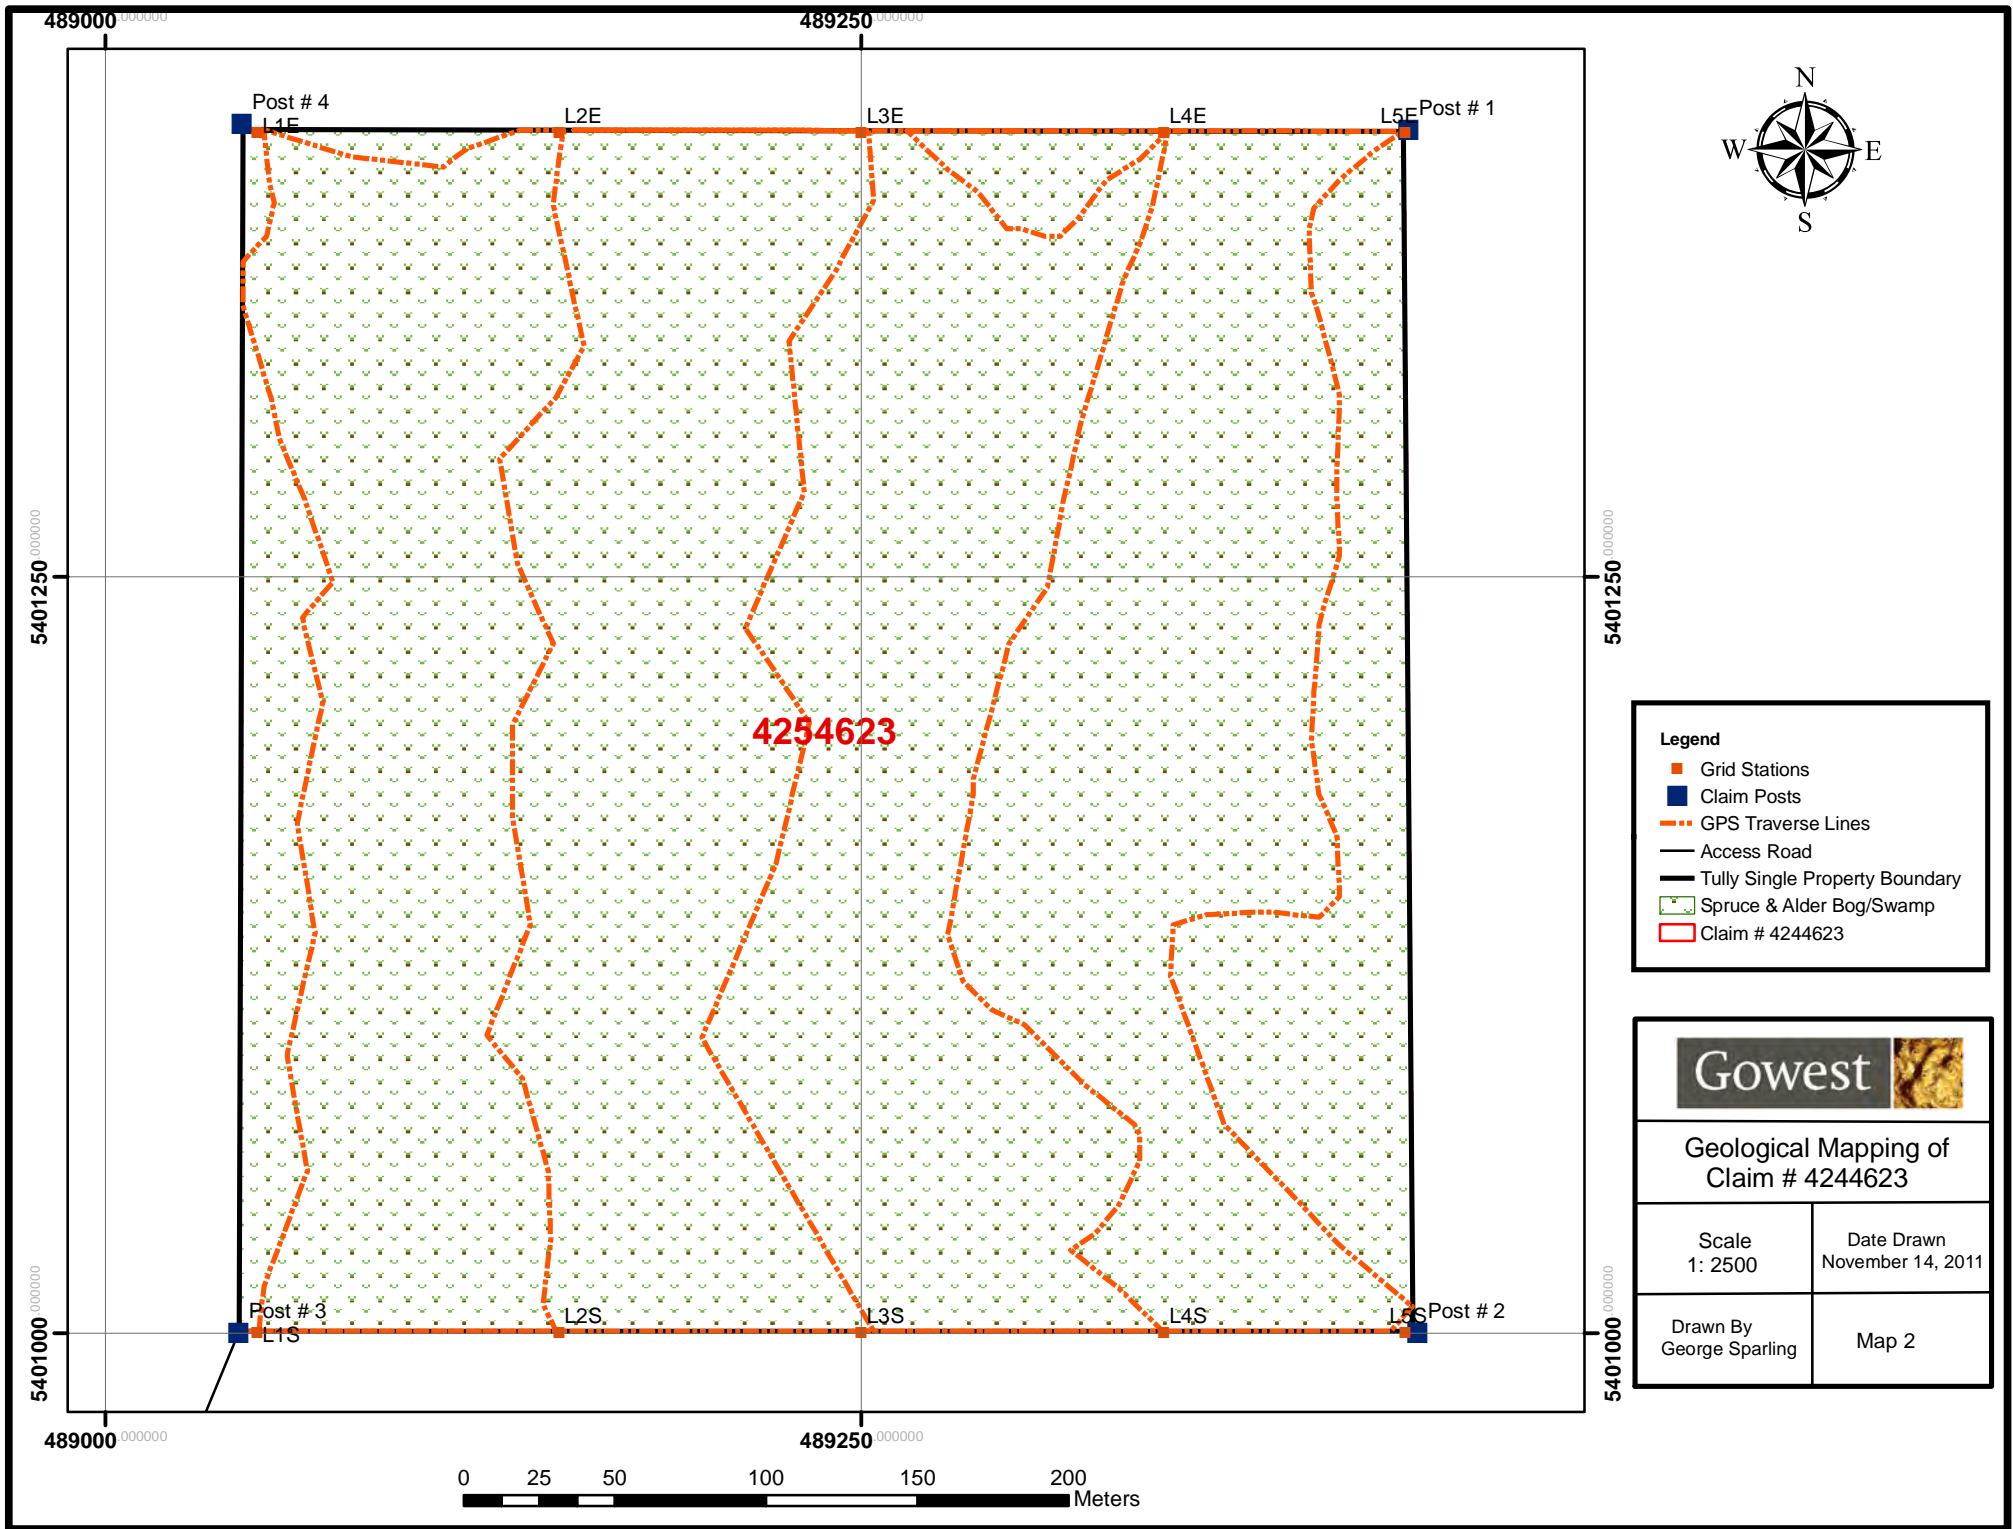 489000.000000
489250.000000
Post # 4
L1E
L2E
L3E
L4E
L5E
Post # 1
N
W
E
S
5401250.000000
5401250.000000
4254623
Legend
Grid Stations
Claim Posts
GPS Traverse Lines
Access Road
Tully Single Property Boundary
Spruce & Alder Bog/Swamp
Claim # 4244623
Gowest
Geological Mapping of
Claim # 4244623
Scale
1: 2500
Date Drawn
November 14, 2011
Drawn By
George Sparling
Map 2
5401000.000000
5401000.000000
Post # 3
L1S
L2S
L3S
L4S
L5S
Post # 2
489000.000000
489250.000000
0 25 50 100 150 200
Meters